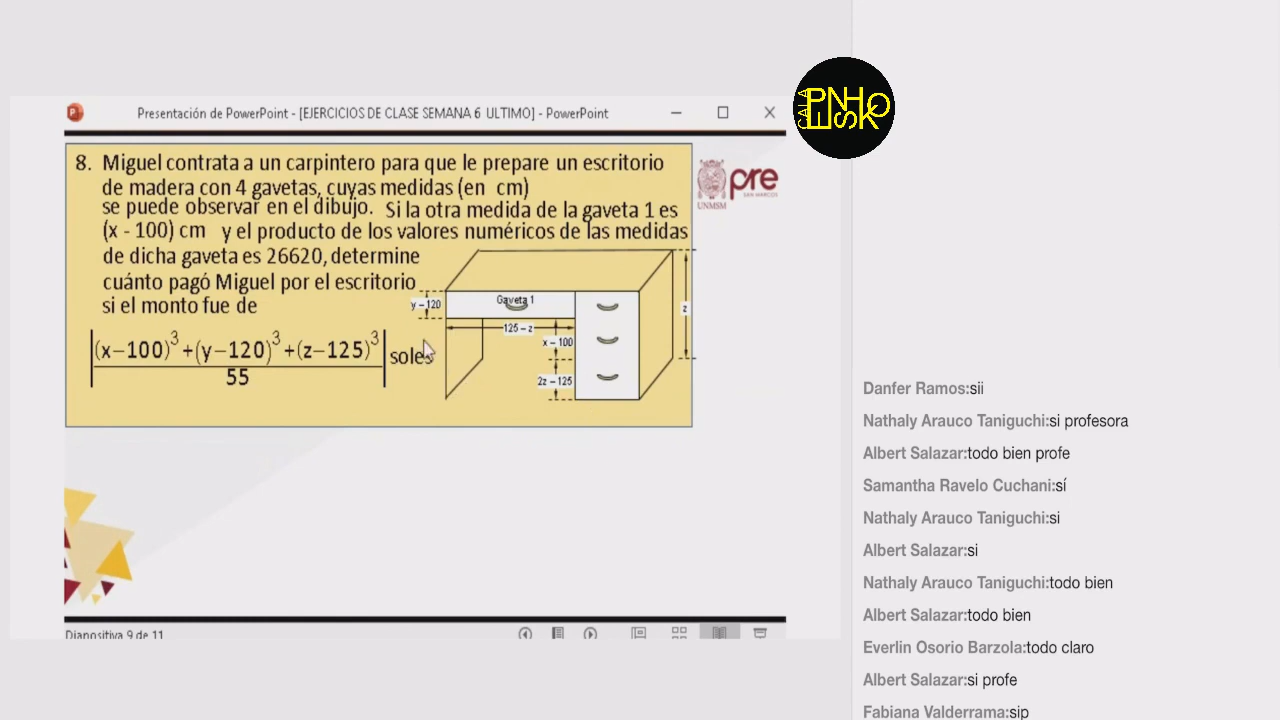 Presentación de PowerPoint - [EJERCICIOS DE CLASE SEMANA 6 ULTIMO] - PowerPoint
8. Miguel contrata a un carpintero para que le prepare un escritorio
de madera con 4 gavetas, cuyas medidas (en cm)
se puede observar en el dibujo. Si la otra medida de la gaveta 1 es
(x - 100) cm y el producto de los valores numéricos de las medidas
de dicha gaveta es 26620, determine
cuánto pagó Miguel por el escritorio
si el monto fue de
|(x−100)³ +(y−120)³ +(z−125)³|
55
soles
pre
SAN MARCOS
UNMSM
y − 120
Gaveta 1
125 − z
x − 100
2z − 125
z
Diapositiva 9 de 11
CALA
PNHO
ESK
Danfer Ramos:sii
Nathaly Arauco Taniguchi:si profesora
Albert Salazar:todo bien profe
Samantha Ravelo Cuchani:sí
Nathaly Arauco Taniguchi:si
Albert Salazar:si
Nathaly Arauco Taniguchi:todo bien
Albert Salazar:todo bien
Everlin Osorio Barzola:todo claro
Albert Salazar:si profe
Fabiana Valderrama:sip